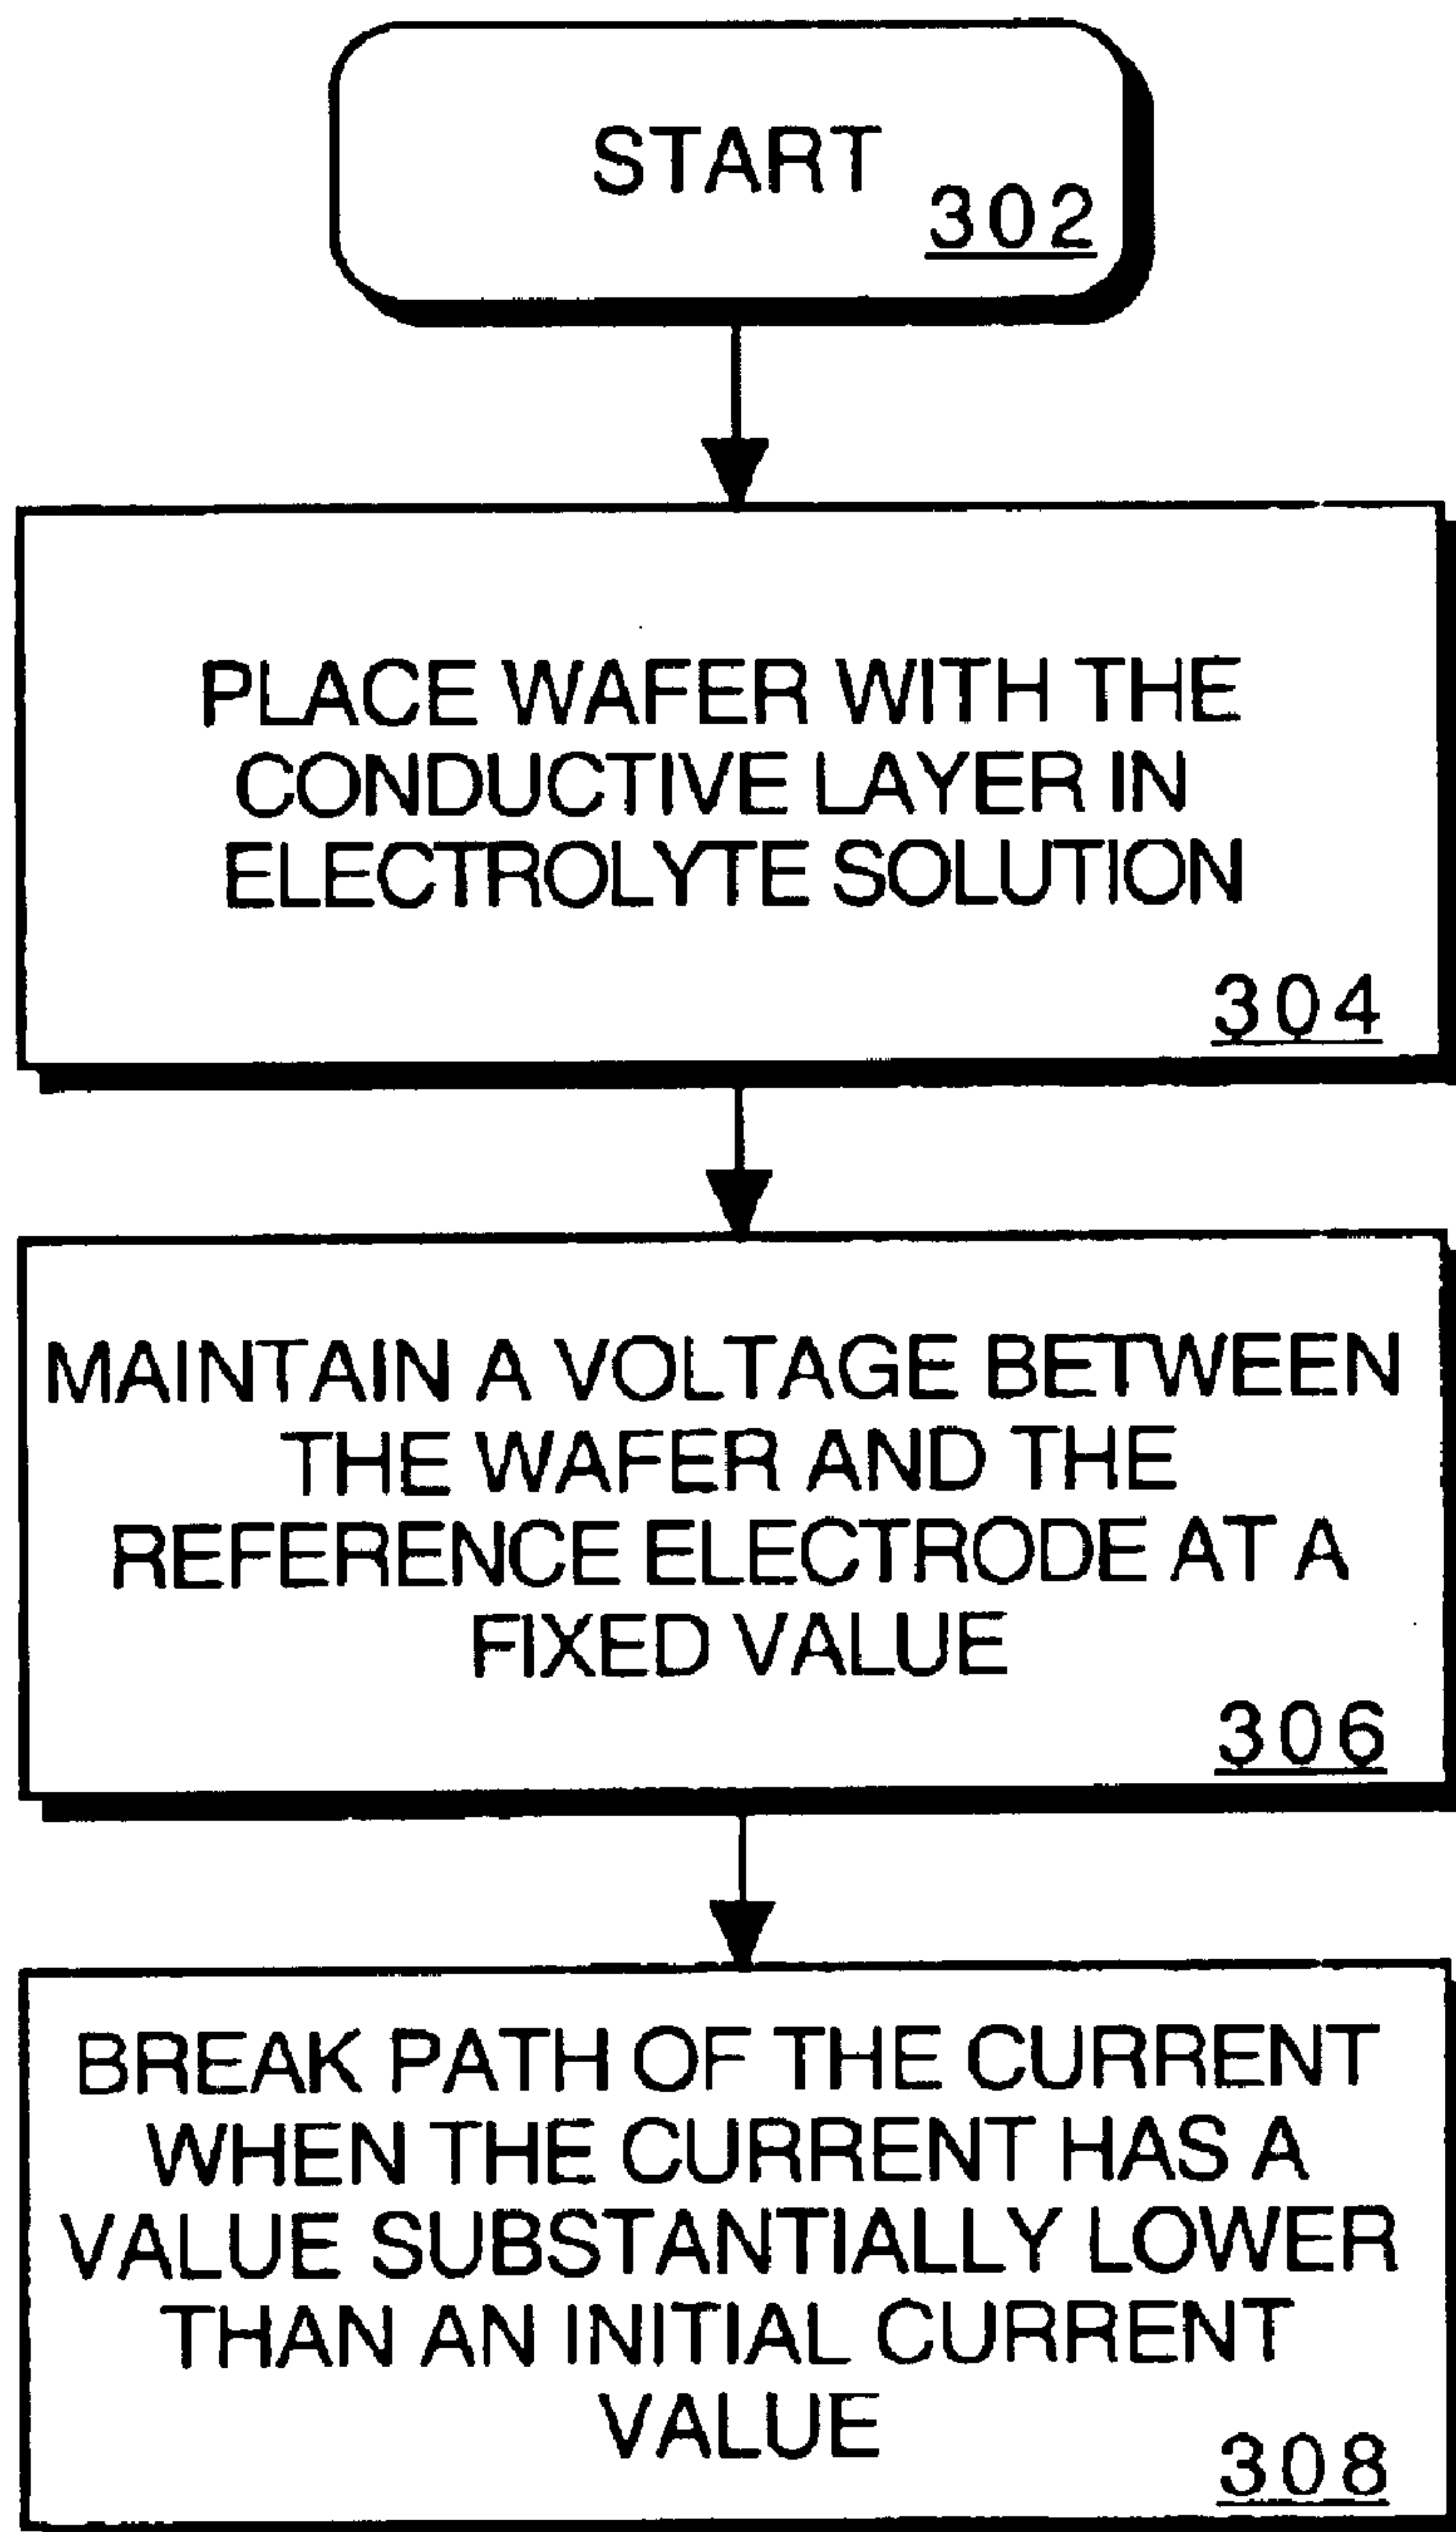 START
302
PLACE WAFER WITH THE
CONDUCTIVE LAYER IN
ELECTROLYTE SOLUTION
304
MAINTAIN A VOLTAGE BETWEEN
THE WAFER AND THE
REFERENCE ELECTRODE AT A
FIXED VALUE
306
BREAK PATH OF THE CURRENT
WHEN THE CURRENT HAS A
VALUE SUBSTANTIALLY LOWER
THAN AN INITIAL CURRENT
VALUE
308